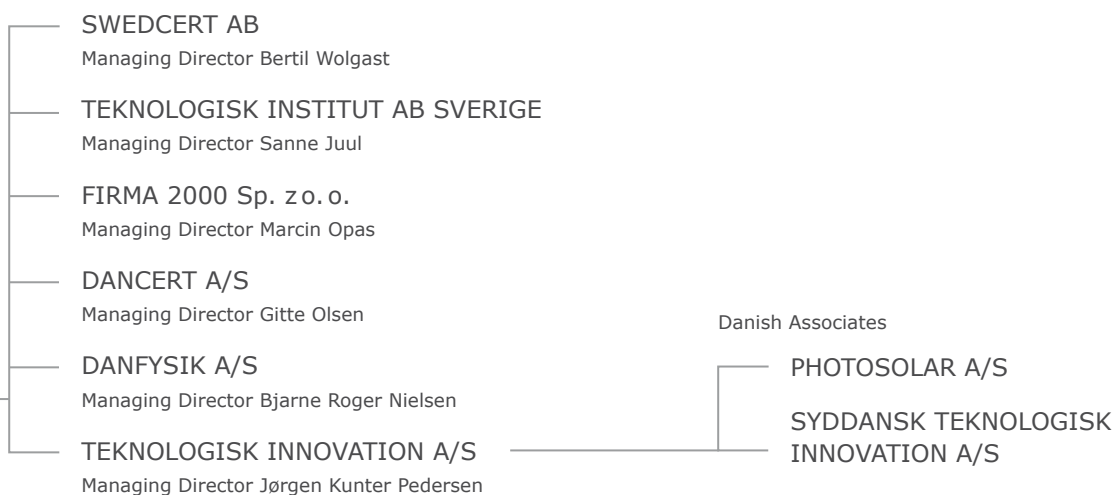 SWEDCERT AB
Managing Director Bertil Wolgast
TEKNOLOGISK INSTITUT AB SVERIGE
Managing Director Sanne Juul
FIRMA 2000 Sp. z o. o.
Managing Director Marcin Opas
DANCERT A/S
Managing Director Gitte Olsen
DANFYSIK A/S
Managing Director Bjarne Roger Nielsen
TEKNOLOGISK INNOVATION A/S
Managing Director Jørgen Kunter Pedersen
Danish Associates
PHOTOSOLAR A/S
SYDDANSK TEKNOLOGISK
INNOVATION A/S